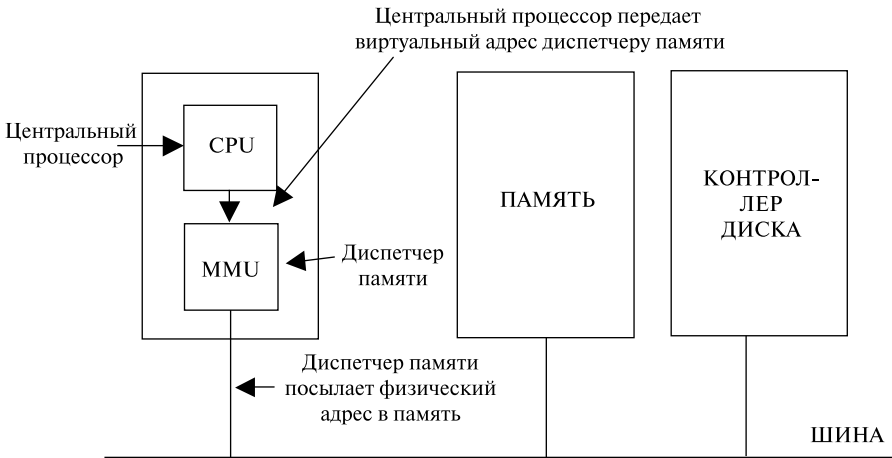 Центральный процессор передает
виртуальный адрес диспетчеру памяти
Центральный
процессор
CPU
MMU
Диспетчер
памяти
ПАМЯТЬ
КОНТРОЛ-
ЛЕР
ДИСКА
Диспетчер памяти
посылает физический
адрес в память
ШИНА